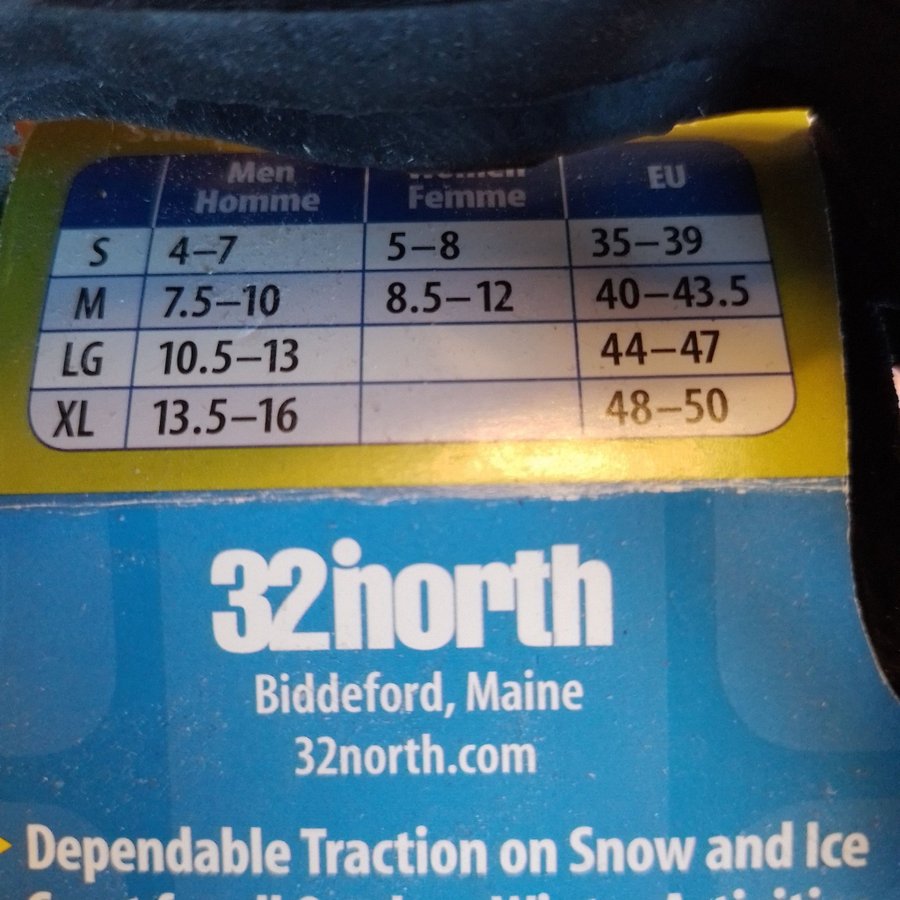 Men
Homme
Women
Femme
EU
S 4–7 5–8 35–39
M 7.5–10 8.5–12 40–43.5
LG 10.5–13 44–47
XL 13.5–16 48–50
32north
Biddeford, Maine
32north.com
Dependable Traction on Snow and Ice